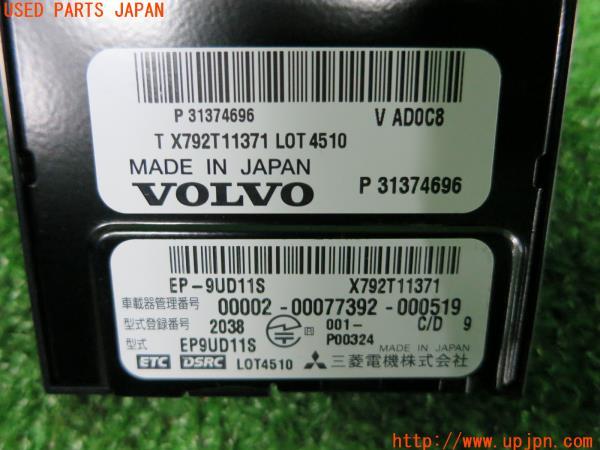 USED PARTS JAPAN
P 31374696 V AD0C8
T X792T11371 LOT 4510
MADE IN JAPAN
VOLVO P 31374696
EP-9UD11S X792T11371
車載器管理番号 00002-00077392-000519
型式登録番号 2038 001- C/D 9
型式 EP9UD11S P00324 MADE IN JAPAN
ETC DSRC LOT4510 三菱電機株式会社
http://www.upjpn.com/